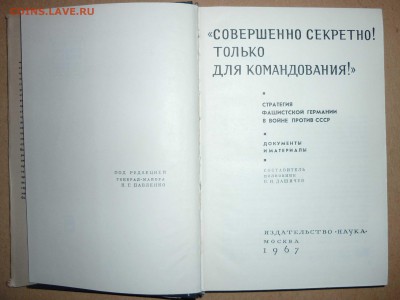 COINS.LAVE.RU
ПОД РЕДАКЦИЕЙ
ГЕНЕРАЛ-МАЙОРА
Н. Г. ПАВЛЕНКО
«СОВЕРШЕННО СЕКРЕТНО!
ТОЛЬКО
ДЛЯ КОМАНДОВАНИЯ!»
СТРАТЕГИЯ
ФАШИСТСКОЙ ГЕРМАНИИ
В ВОЙНЕ ПРОТИВ СССР
ДОКУМЕНТЫ
И МАТЕРИАЛЫ
СОСТАВИТЕЛЬ
ПОЛКОВНИК
В. И. ДАШИЧЕВ
ИЗДАТЕЛЬСТВО «НАУКА»
МОСКВА
1967